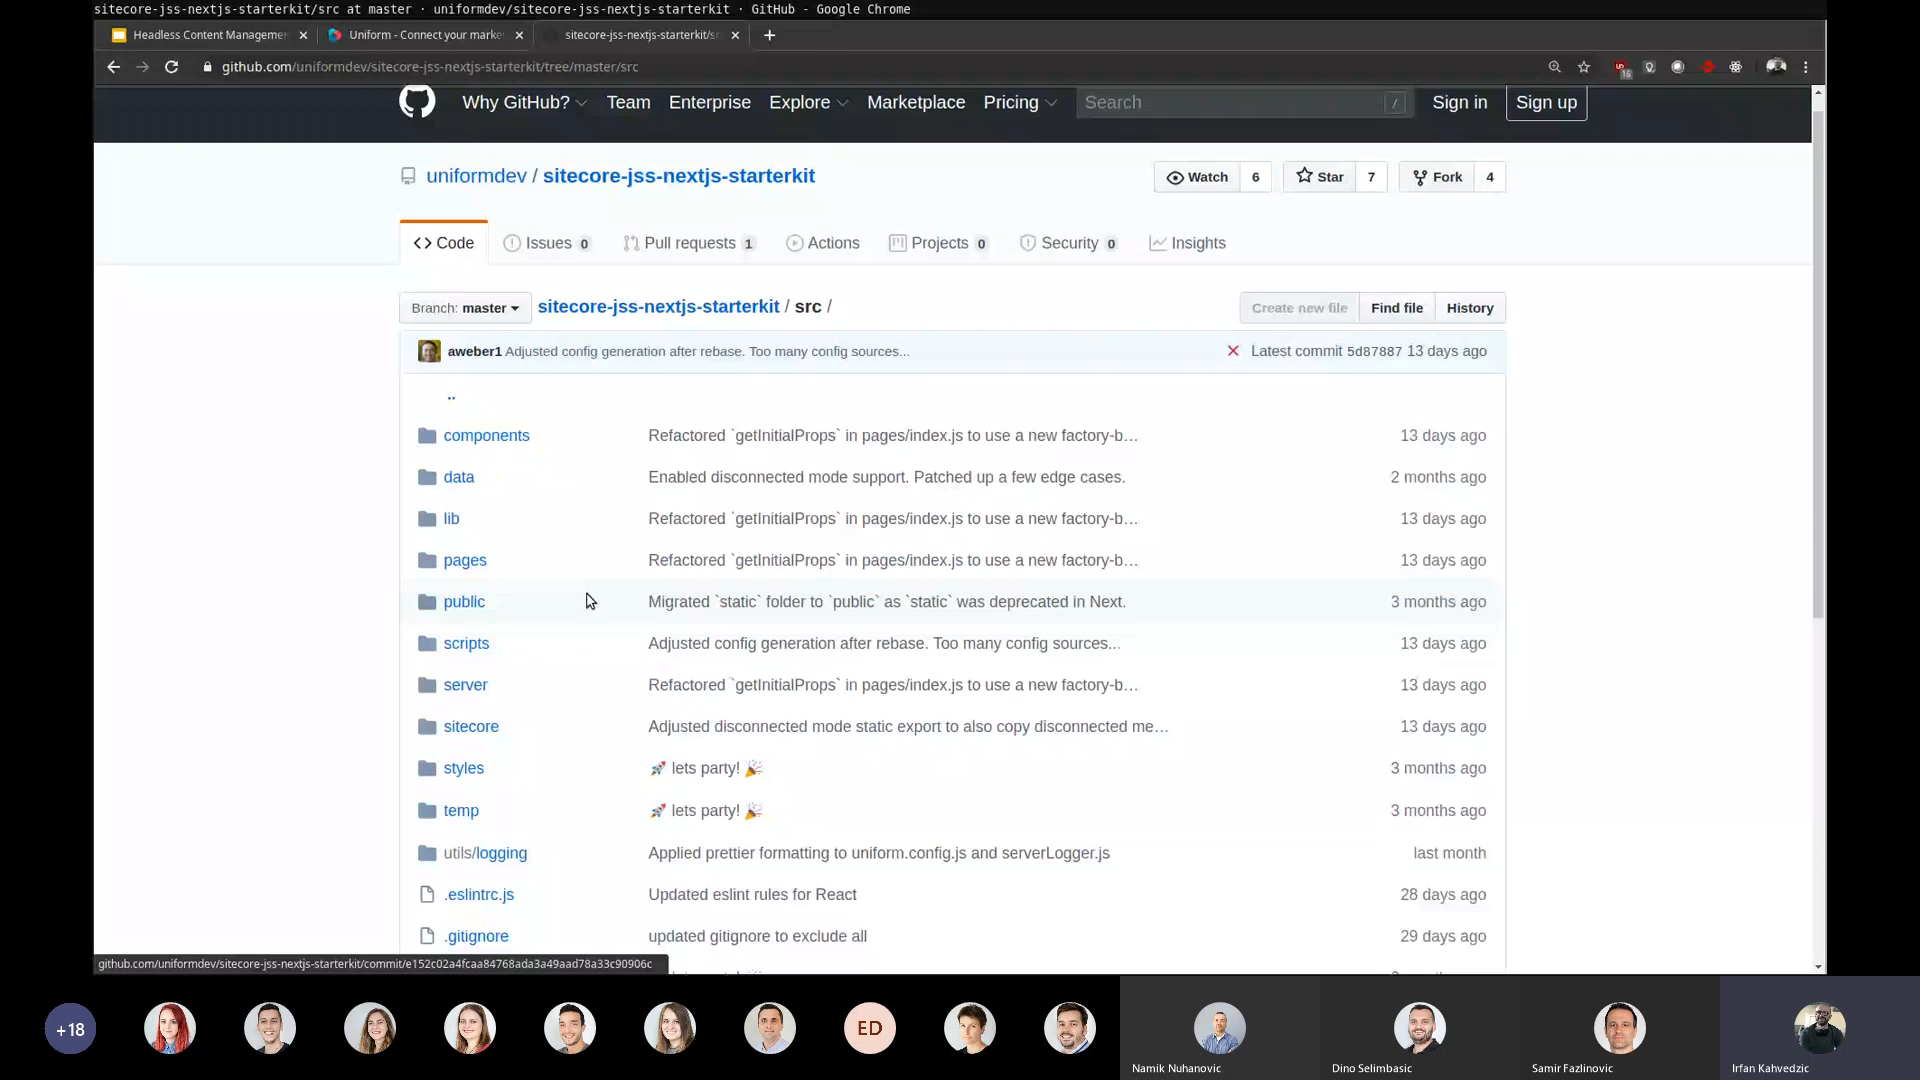 sitecore-jss-nextjs-starterkit/src at master · uniformdev/sitecore-jss-nextjs-starterkit · GitHub - Google Chrome
Headless Content Managemen
Uniform - Connect your marke
sitecore-jss-nextjs-starterkit/sr
github.com/uniformdev/sitecore-jss-nextjs-starterkit/tree/master/src
16
Why GitHub? Team Enterprise Explore Marketplace Pricing Search / Sign in Sign up
uniformdev / sitecore-jss-nextjs-starterkit
Watch 6 Star 7 Fork 4
Code Issues 0 Pull requests 1 Actions Projects 0 Security 0 Insights
Branch: master sitecore-jss-nextjs-starterkit / src / Create new file Find file History
aweber1 Adjusted config generation after rebase. Too many config sources... Latest commit 5d87887 13 days ago
..
components Refactored `getInitialProps` in pages/index.js to use a new factory-b… 13 days ago
data Enabled disconnected mode support. Patched up a few edge cases. 2 months ago
lib Refactored `getInitialProps` in pages/index.js to use a new factory-b… 13 days ago
pages Refactored `getInitialProps` in pages/index.js to use a new factory-b… 13 days ago
public Migrated `static` folder to `public` as `static` was deprecated in Next. 3 months ago
scripts Adjusted config generation after rebase. Too many config sources... 13 days ago
server Refactored `getInitialProps` in pages/index.js to use a new factory-b… 13 days ago
sitecore Adjusted disconnected mode static export to also copy disconnected me… 13 days ago
styles 🚀 lets party! 🎉 3 months ago
temp 🚀 lets party! 🎉 3 months ago
utils/logging Applied prettier formatting to uniform.config.js and serverLogger.js last month
.eslintrc.js Updated eslint rules for React 28 days ago
.gitignore updated gitignore to exclude all 29 days ago
github.com/uniformdev/sitecore-jss-nextjs-starterkit/commit/e152c02a4fcaa84768ada3a49aad78a33c90906c
+18
ED
Namik Nuhanovic
Dino Selimbasic
Samir Fazlinovic
Irfan Kahvedzic